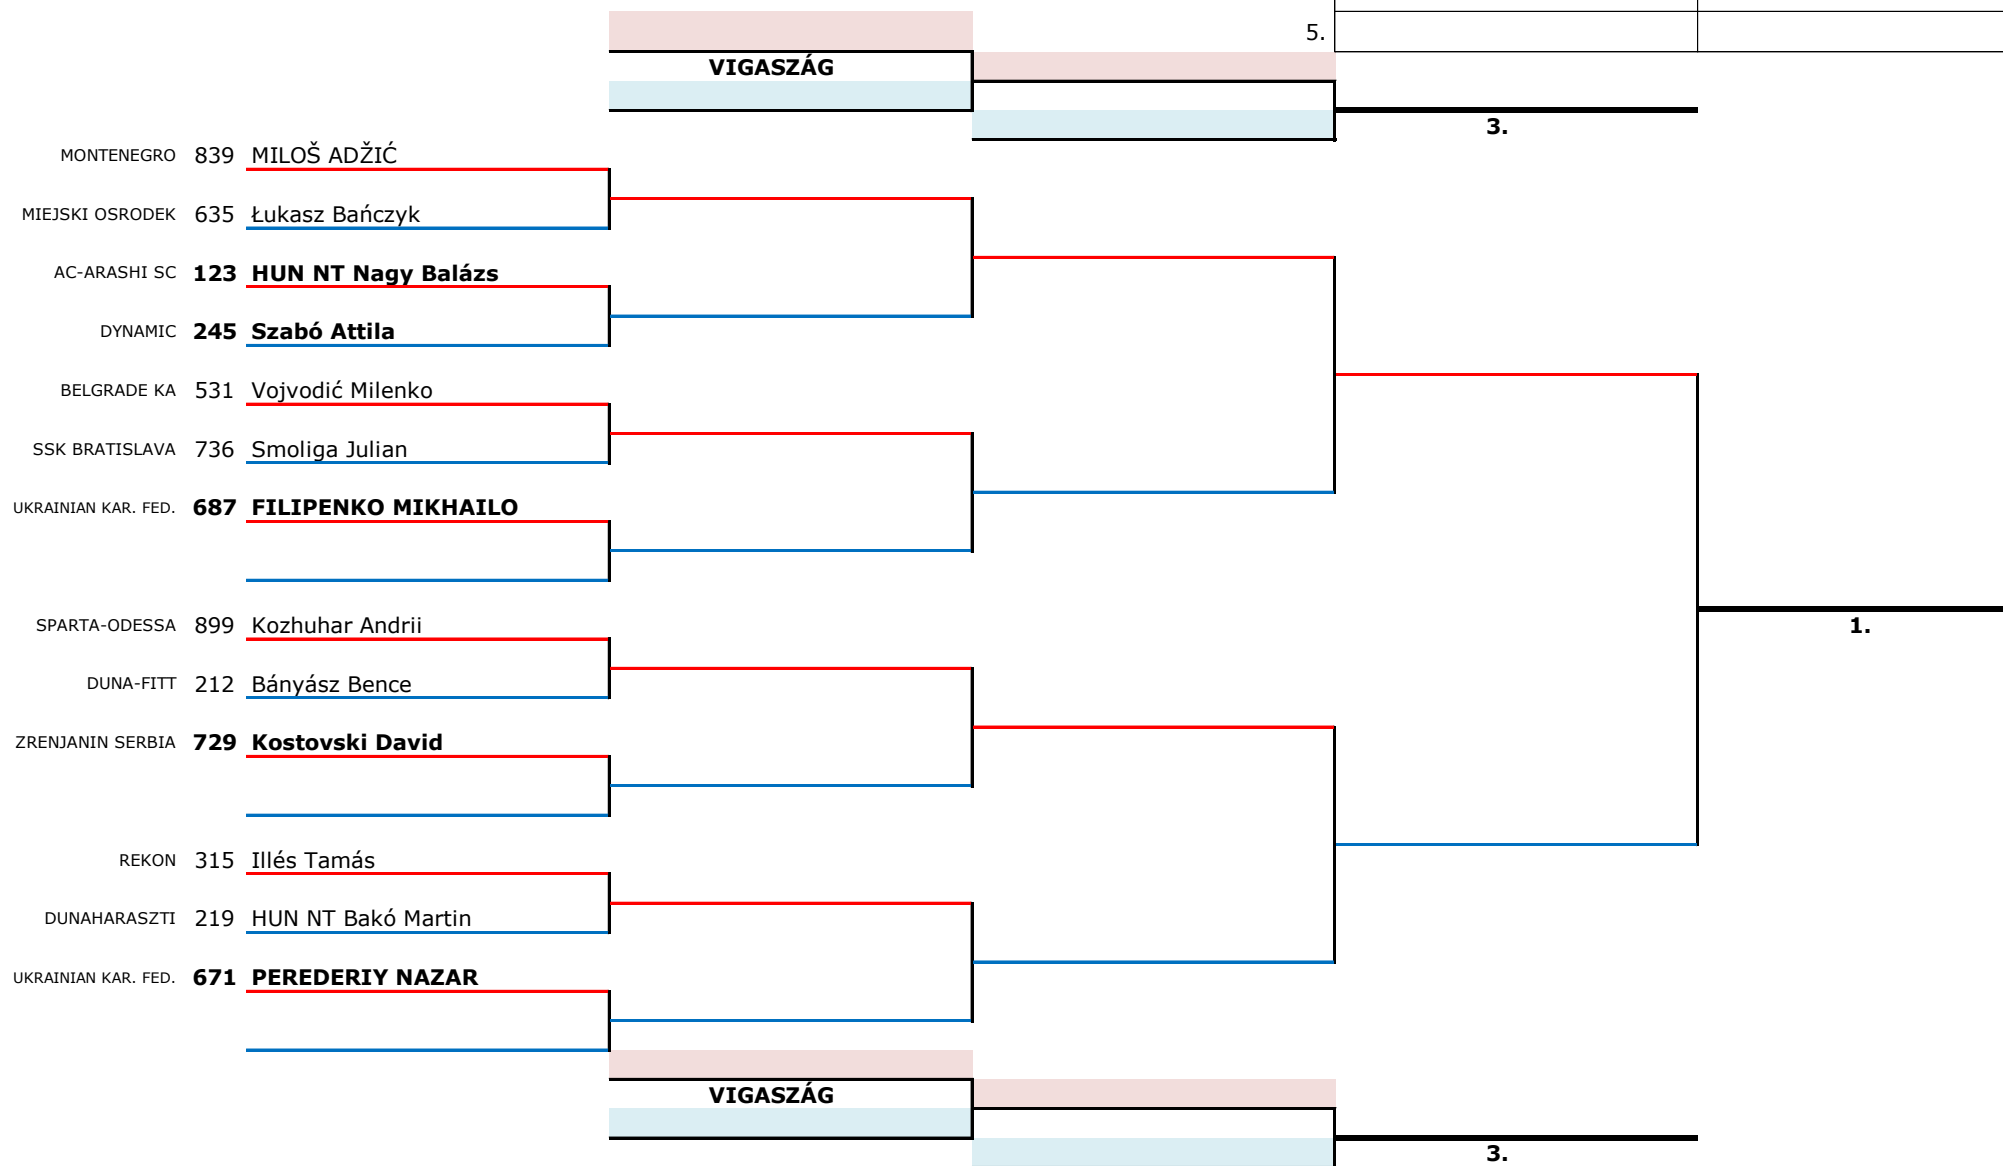 5.
VIGASZÁG
3.
MONTENEGRO 839 MILOŠ ADŽIĆ
MIEJSKI OSRODEK 635 Łukasz Bańczyk
AC-ARASHI SC 123 HUN NT Nagy Balázs
DYNAMIC 245 Szabó Attila
BELGRADE KA 531 Vojvodić Milenko
SSK BRATISLAVA 736 Smoliga Julian
UKRAINIAN KAR. FED. 687 FILIPENKO MIKHAILO
SPARTA-ODESSA 899 Kozhuhar Andrii
1.
DUNA-FITT 212 Bányász Bence
ZRENJANIN SERBIA 729 Kostovski David
REKON 315 Illés Tamás
DUNAHARASZTI 219 HUN NT Bakó Martin
UKRAINIAN KAR. FED. 671 PEREDERIY NAZAR
VIGASZÁG
3.